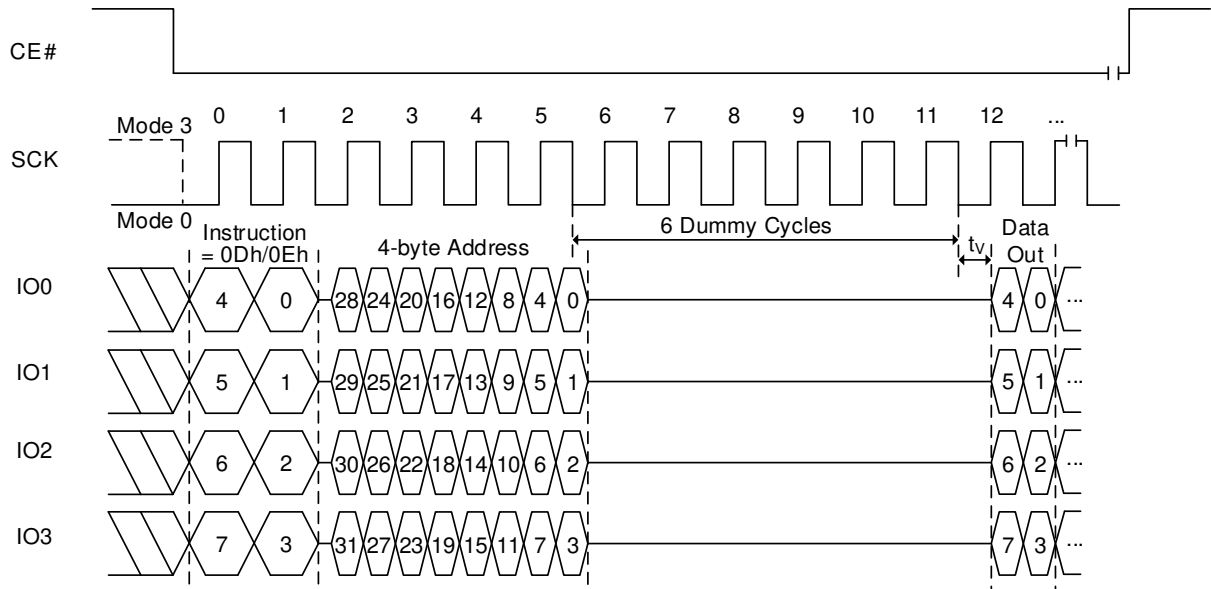 CE#
0 1 2 3 4 5 6 7 8 9 10 11 12 ...
Mode 3
SCK
Mode 0
Instruction
= 0Dh/0Eh
4-byte Address
6 Dummy Cycles
tV
Data
Out
IO0 4 0 28 24 20 16 12 8 4 0 4 0 ...
IO1 5 1 29 25 21 17 13 9 5 1 5 1 ...
IO2 6 2 30 26 22 18 14 10 6 2 6 2 ...
IO3 7 3 31 27 23 19 15 11 7 3 7 3 ...